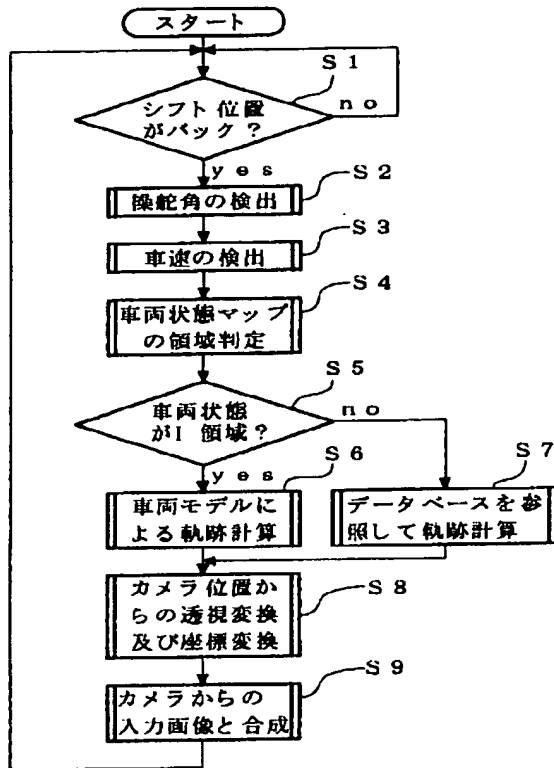 スタート
S1
シフト位置
がバック？
no
yes
S2
操舵角の検出
S3
車速の検出
S4
車両状態マップ
の領域判定
S5
車両状態
がI領域？
no
yes
S6
車両モデルに
よる軌跡計算
S7
データベースを参
照して軌跡計算
S8
カメラ位置か
らの透視変換
及び座標変換
S9
カメラからの
入力画像と合成